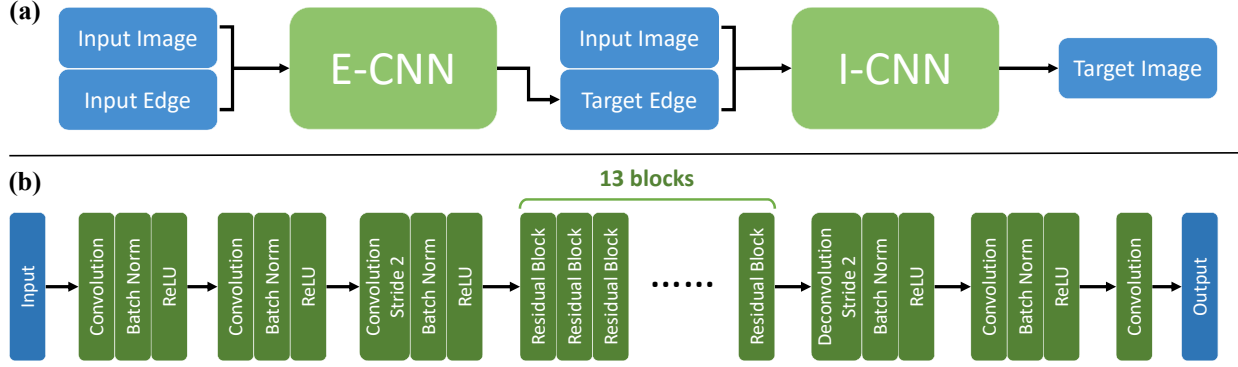 (a)
Input Image
Input Edge
E-CNN
Input Image
Target Edge
I-CNN
Target Image
(b)
13 blocks
Input
Convolution
Batch Norm
ReLU
Convolution
Batch Norm
ReLU
Convolution
Stride 2
Batch Norm
ReLU
Residual Block
Residual Block
Residual Block
......
Residual Block
Deconvolution
Stride 2
Batch Norm
ReLU
Convolution
Batch Norm
ReLU
Convolution
Output